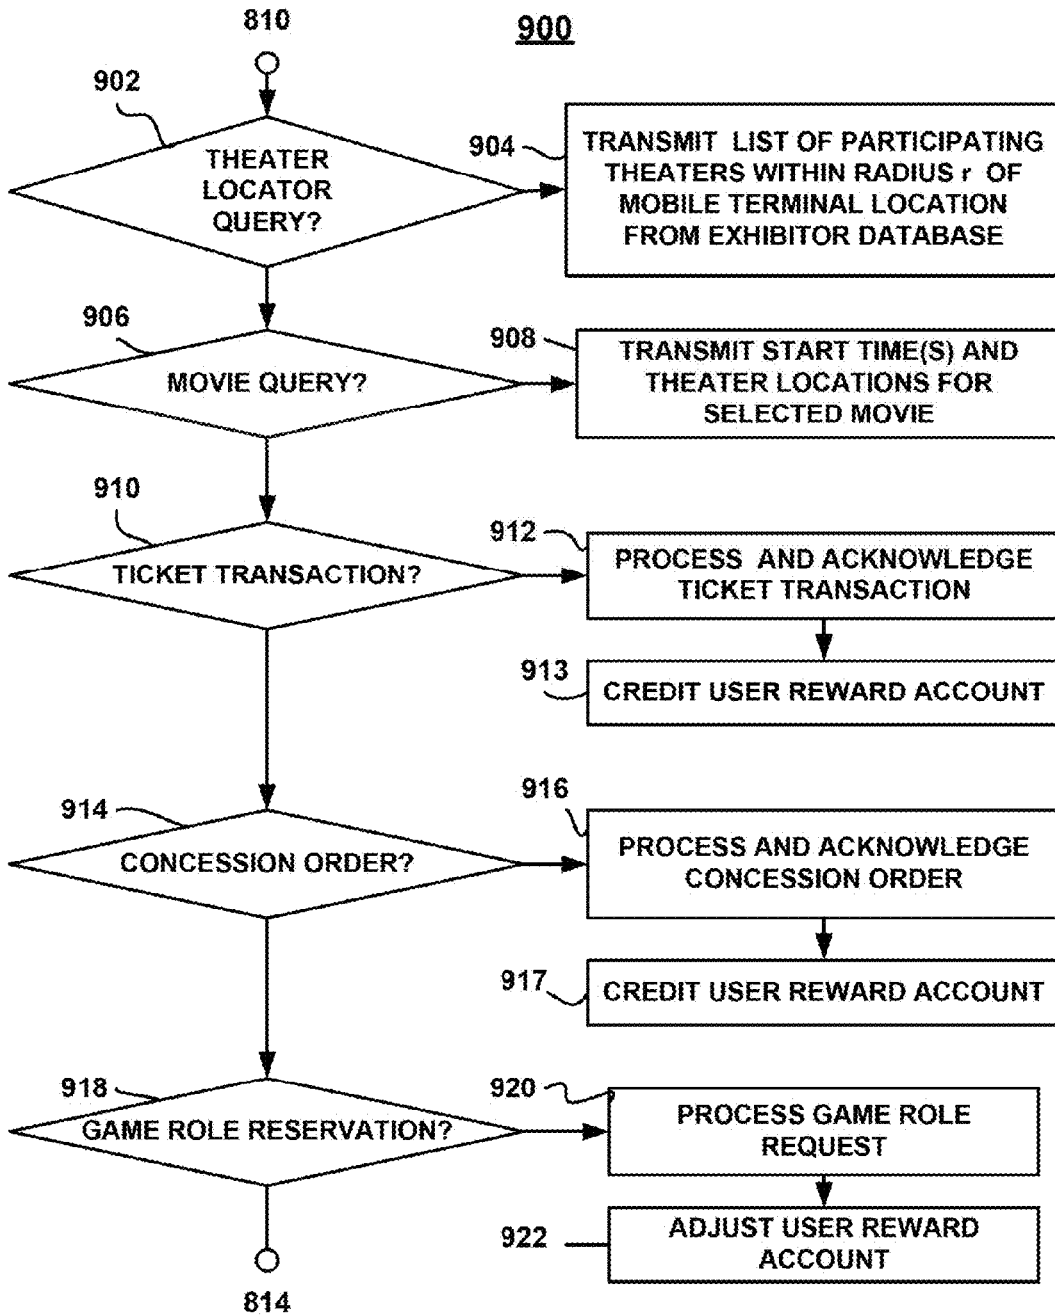 810
900
902
THEATER
LOCATOR
QUERY?
904
TRANSMIT LIST OF PARTICIPATING
THEATERS WITHIN RADIUS r OF
MOBILE TERMINAL LOCATION
FROM EXHIBITOR DATABASE
906
MOVIE QUERY?
908
TRANSMIT START TIME(S) AND
THEATER LOCATIONS FOR
SELECTED MOVIE
910
TICKET TRANSACTION?
912
PROCESS AND ACKNOWLEDGE
TICKET TRANSACTION
913
CREDIT USER REWARD ACCOUNT
914
CONCESSION ORDER?
916
PROCESS AND ACKNOWLEDGE
CONCESSION ORDER
917
CREDIT USER REWARD ACCOUNT
918
GAME ROLE RESERVATION?
920
PROCESS GAME ROLE
REQUEST
922
ADJUST USER REWARD
ACCOUNT
814